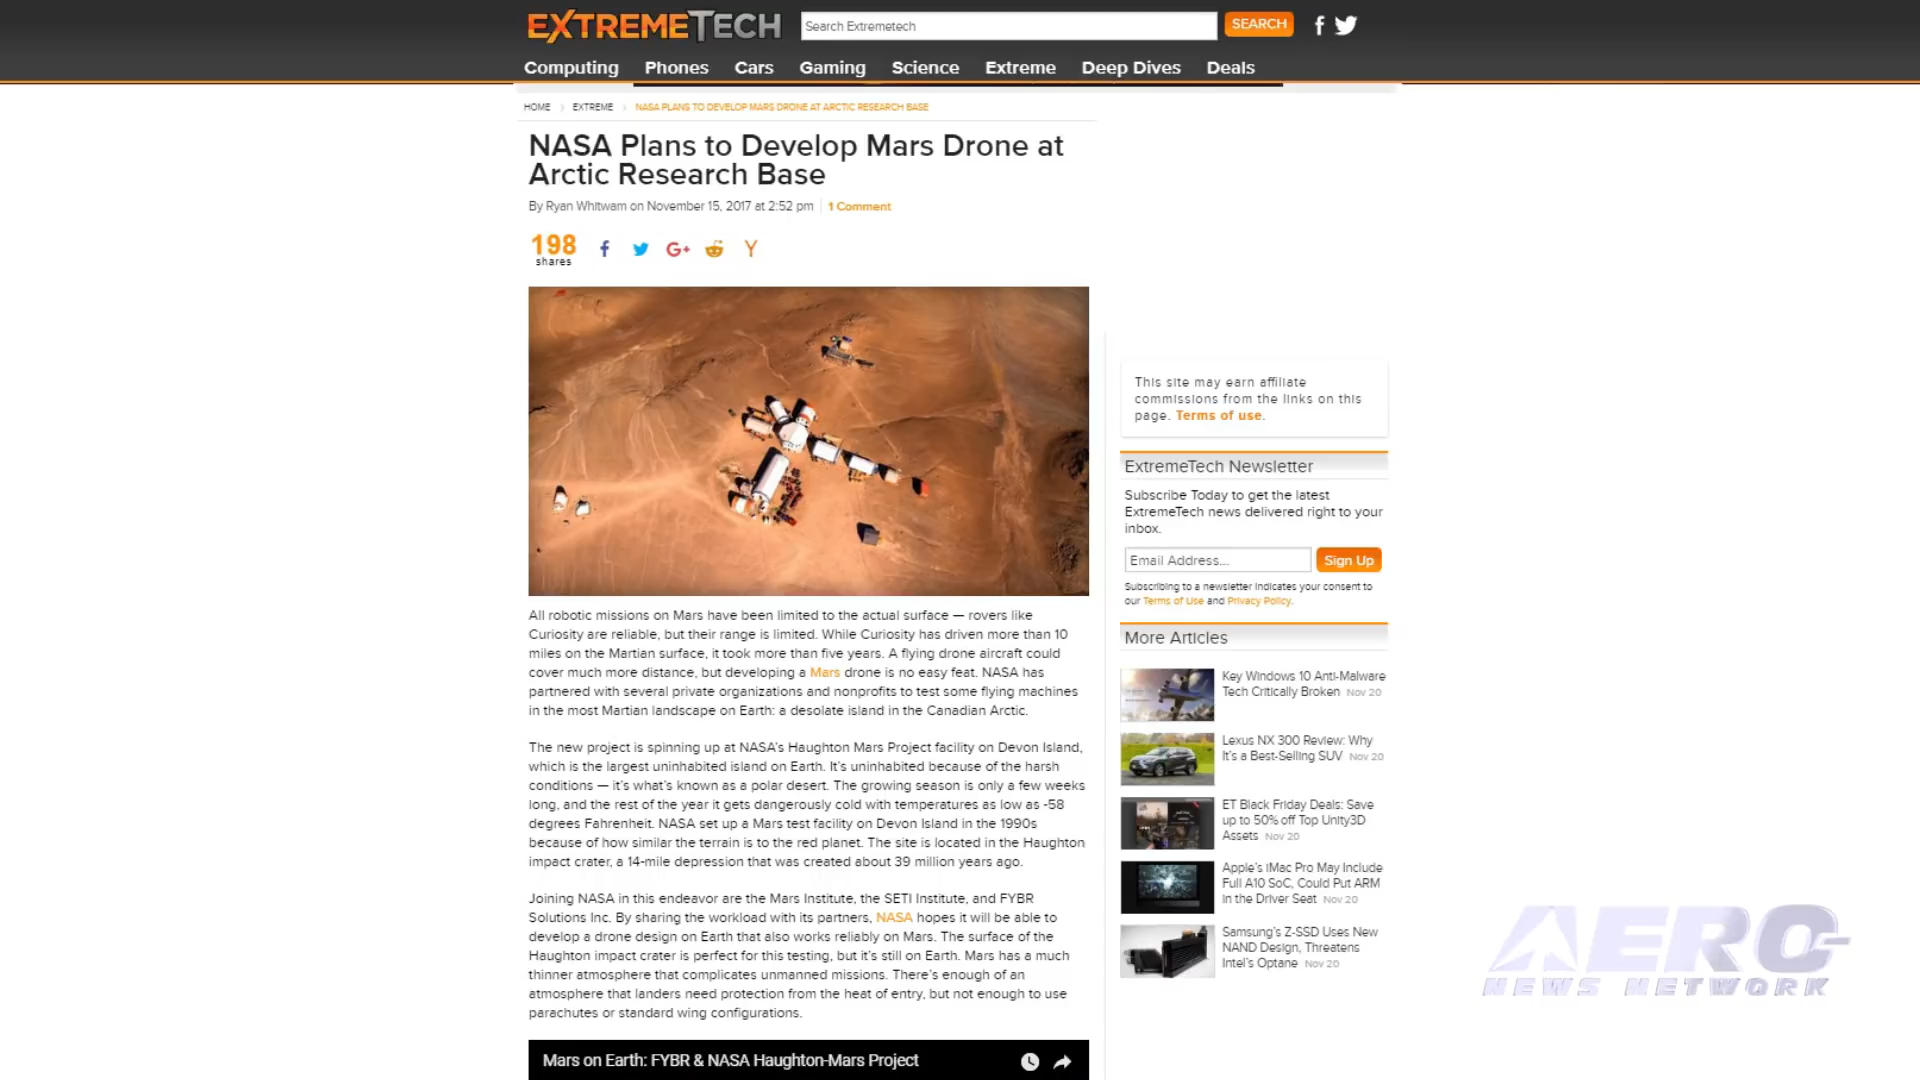 EXTREMETECH
Search Extremetech
SEARCH
Computing Phones Cars Gaming Science Extreme Deep Dives Deals
HOME EXTREME NASA PLANS TO DEVELOP MARS DRONE AT ARCTIC RESEARCH BASE
NASA Plans to Develop Mars Drone at
Arctic Research Base
By Ryan Whitwam on November 15, 2017 at 2:52 pm 1 Comment
198
shares
All robotic missions on Mars have been limited to the actual surface — rovers like
Curiosity are reliable, but their range is limited. While Curiosity has driven more than 10
miles on the Martian surface, it took more than five years. A flying drone aircraft could
cover much more distance, but developing a Mars drone is no easy feat. NASA has
partnered with several private organizations and nonprofits to test some flying machines
in the most Martian landscape on Earth: a desolate island in the Canadian Arctic.
The new project is spinning up at NASA's Haughton Mars Project facility on Devon Island,
which is the largest uninhabited island on Earth. It's uninhabited because of the harsh
conditions — it's what's known as a polar desert. The growing season is only a few weeks
long, and the rest of the year it gets dangerously cold with temperatures as low as -58
degrees Fahrenheit. NASA set up a Mars test facility on Devon Island in the 1990s
because of how similar the terrain is to the red planet. The site is located in the Haughton
impact crater, a 14-mile depression that was created about 39 million years ago.
Joining NASA in this endeavor are the Mars Institute, the SETI Institute, and FYBR
Solutions Inc. By sharing the workload with its partners, NASA hopes it will be able to
develop a drone design on Earth that also works reliably on Mars. The surface of the
Haughton impact crater is perfect for this testing, but it's still on Earth. Mars has a much
thinner atmosphere that complicates unmanned missions. There's enough of an
atmosphere that landers need protection from the heat of entry, but not enough to use
parachutes or standard wing configurations.
Mars on Earth: FYBR & NASA Haughton-Mars Project
This site may earn affiliate
commissions from the links on this
page. Terms of use.
ExtremeTech Newsletter
Subscribe Today to get the latest
ExtremeTech news delivered right to your
inbox.
Email Address...
Sign Up
Subscribing to a newsletter indicates your consent to
our Terms of Use and Privacy Policy.
More Articles
Key Windows 10 Anti-Malware
Tech Critically Broken Nov 20
Lexus NX 300 Review: Why
It's a Best-Selling SUV Nov 20
ET Black Friday Deals: Save
up to 50% off Top Unity3D
Assets Nov 20
Apple's iMac Pro May Include
Full A10 SoC, Could Put ARM
in the Driver Seat Nov 20
Samsung's Z-SSD Uses New
NAND Design, Threatens
Intel's Optane Nov 20
AERO-
NEWS NETWORK